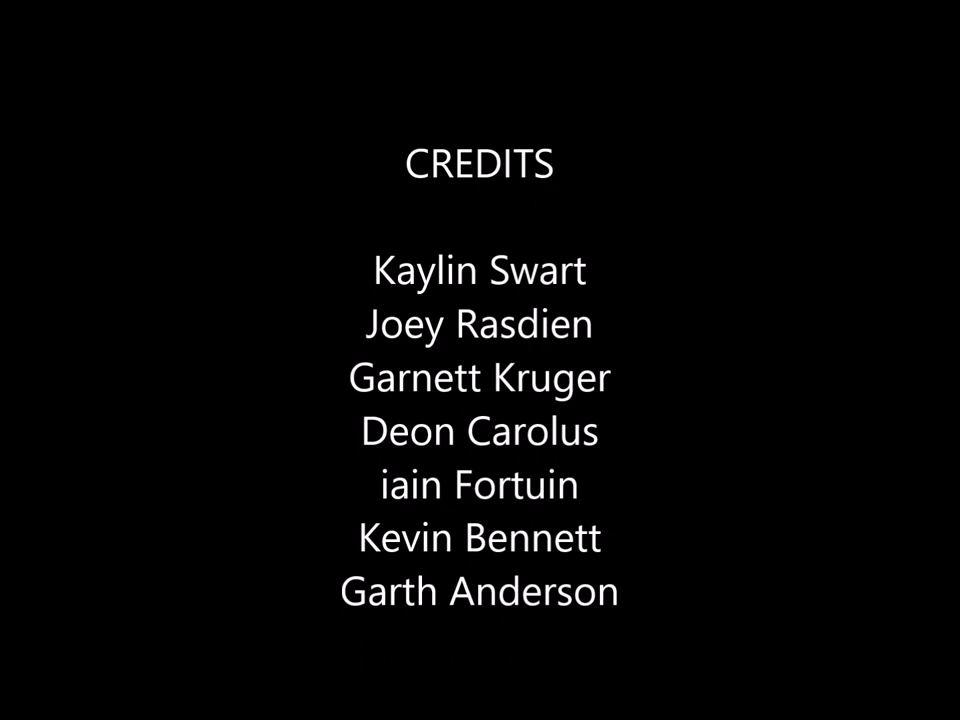 CREDITS
Kaylin Swart
Joey Rasdien
Garnett Kruger
Deon Carolus
iain Fortuin
Kevin Bennett
Garth Anderson